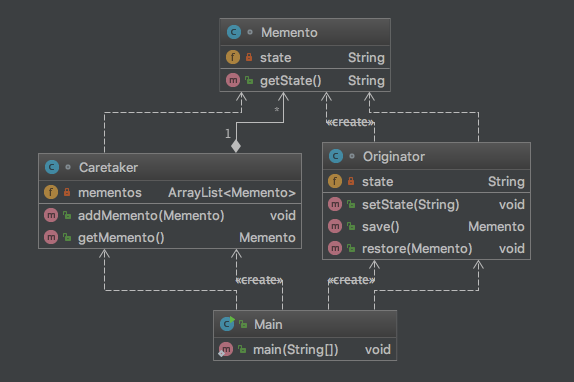 Memento
state String
getState() String
«create»
*
1
Caretaker
mementos ArrayList<Memento>
addMemento(Memento) void
getMemento() Memento
Originator
state String
setState(String) void
save() Memento
restore(Memento) void
«create» «create»
Main
main(String[]) void